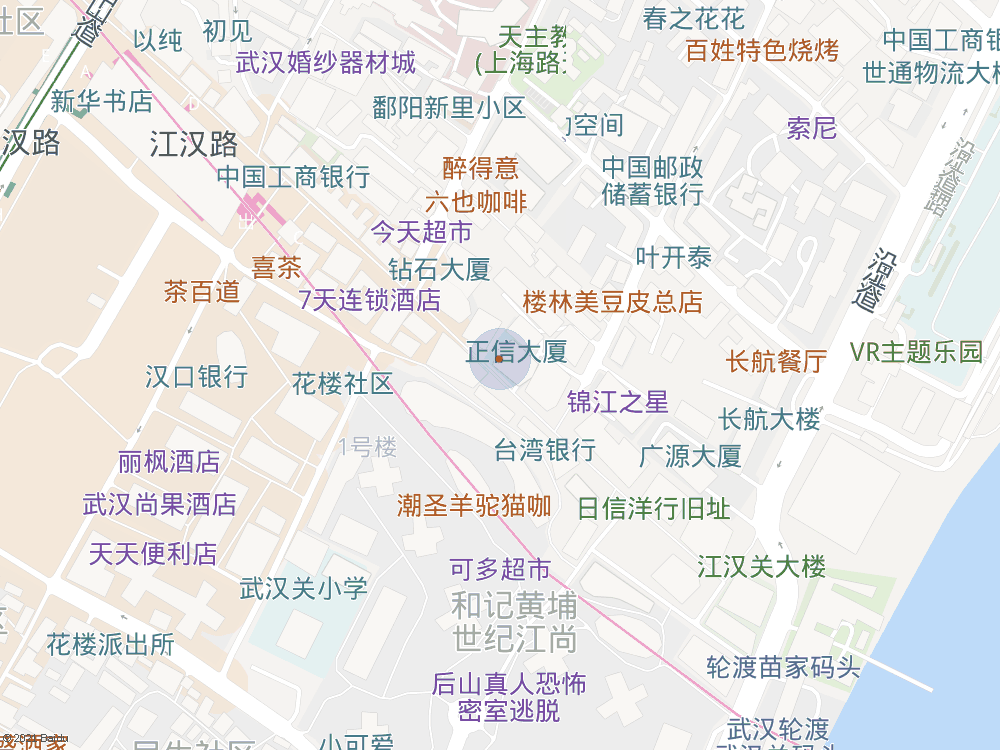 社区
山道
以纯
初见
春之花花
天主教
(上海路
武汉婚纱器材城
百姓特色烧烤
中国工商银
世通物流大
新华书店
鄱阳新里小区
空间
索尼
汉路
江汉路
中国工商银行
醉得意
六也咖啡
中国邮政
储蓄银行
沿江大道辅路
今天超市
钻石大厦
叶开泰
喜茶
茶百道
7天连锁酒店
楼林美豆皮总店
沿江大道
正信大厦
长航餐厅
VR主题乐园
汉口银行
花楼社区
锦江之星
长航大楼
1号楼
台湾银行
广源大厦
丽枫酒店
武汉尚果酒店
潮圣羊驼猫咖
日信洋行旧址
天天便利店
可多超市
江汉关大楼
武汉关小学
和记黄埔
世纪江尚
花楼派出所
轮渡苗家码头
后山真人恐怖
密室逃脱
武汉轮渡
小可爱